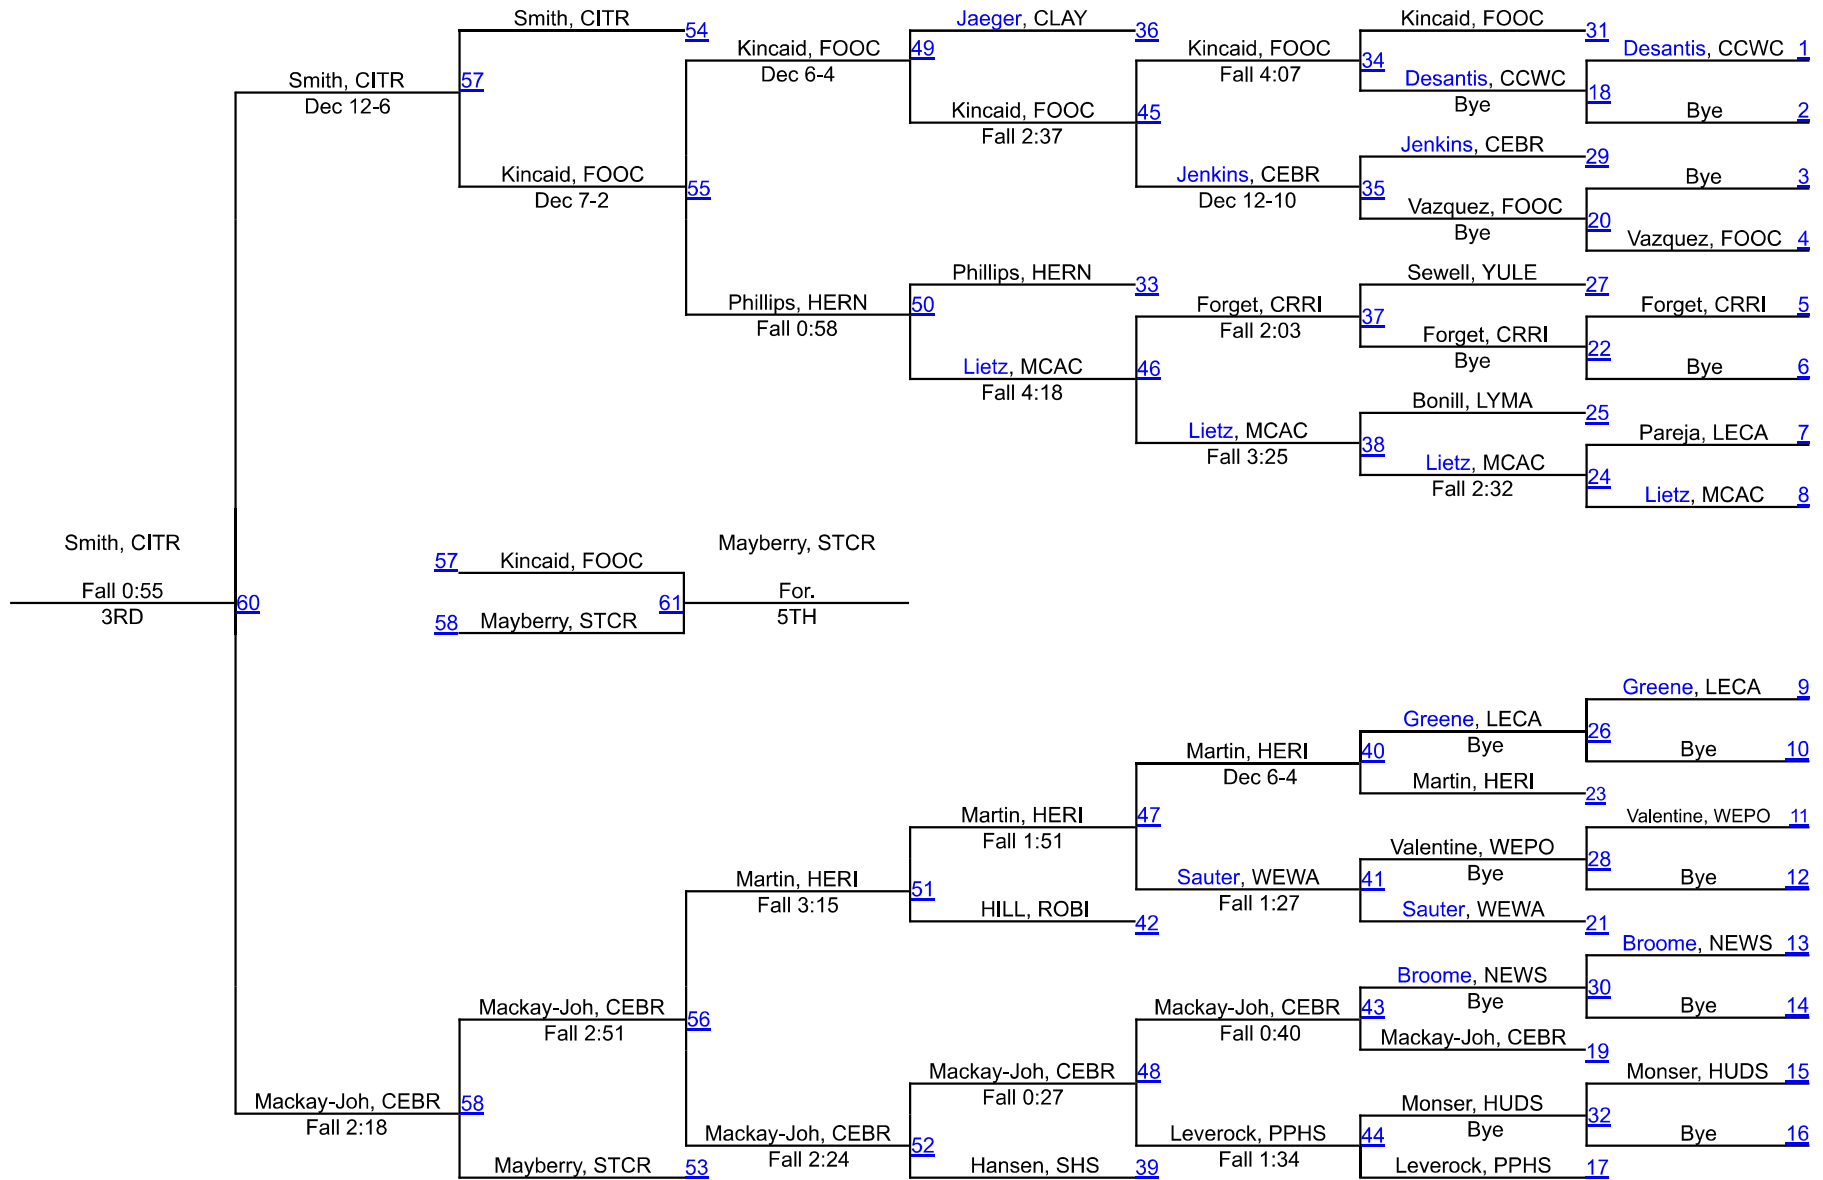 Smith, CITR
54
Jaeger, CLAY
36
Kincaid, FOOC
31
Kincaid, FOOC
49
Kincaid, FOOC
34
Desantis, CCWC
1
Dec 6-4
Fall 4:07
Smith, CITR
57
Desantis, CCWC
18
Dec 12-6
Bye
Bye
2
Kincaid, FOOC
45
Fall 2:37
Jenkins, CEBR
29
Kincaid, FOOC
55
Jenkins, CEBR
35
Bye
3
Dec 7-2
Dec 12-10
Vazquez, FOOC
20
Bye
Vazquez, FOOC
4
Phillips, HERN
33
Sewell, YULE
27
Phillips, HERN
50
Forget, CRRI
37
Forget, CRRI
5
Fall 0:58
Fall 2:03
Forget, CRRI
22
Bye
Lietz, MCAC
46
Bye
6
Fall 4:18
Bonill, LYMA
25
Lietz, MCAC
38
Pareja, LECA
7
Fall 3:25
Lietz, MCAC
24
Fall 2:32
Lietz, MCAC
8
Smith, CITR
Mayberry, STCR
57
Kincaid, FOOC
Fall 0:55
60
61
For.
3RD
58
Mayberry, STCR
5TH
Greene, LECA
9
Greene, LECA
26
Bye
Martin, HERI
40
Bye
10
Dec 6-4
Martin, HERI
23
Martin, HERI
47
Valentine, WEPO
11
Fall 1:51
Valentine, WEPO
28
Bye
Martin, HERI
51
Sauter, WEWA
41
Bye
12
Fall 3:15
Fall 1:27
HILL, ROBI
42
Sauter, WEWA
21
Broome, NEWS
13
Broome, NEWS
30
Bye
Mackay-Joh, CEBR
56
Mackay-Joh, CEBR
43
Bye
14
Fall 2:51
Fall 0:40
Mackay-Joh, CEBR
19
Mackay-Joh, CEBR
48
Monser, HUDS
15
Fall 0:27
Mackay-Joh, CEBR
58
Monser, HUDS
32
Fall 2:18
Bye
Mackay-Joh, CEBR
52
Leverock, PPHS
44
Bye
16
Fall 2:24
Fall 1:34
Mayberry, STCR
53
Hansen, SHS
39
Leverock, PPHS
17